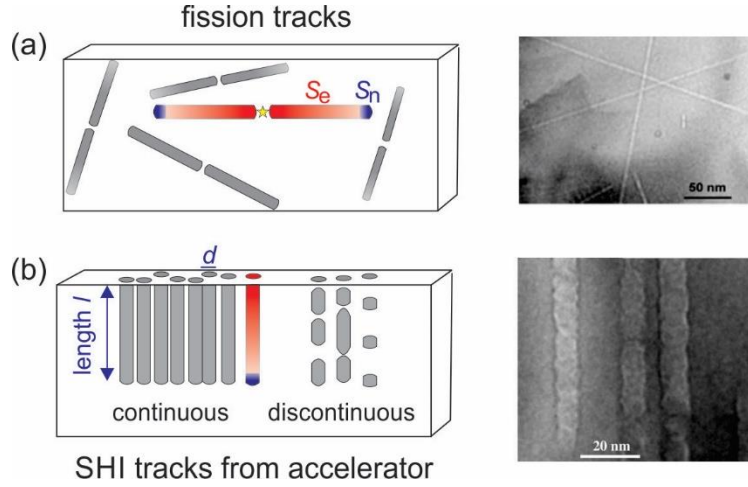 fission tracks
(a)
Se
Sn
50 nm
(b)
d
length l
continuous
discontinuous
20 nm
SHI tracks from accelerator